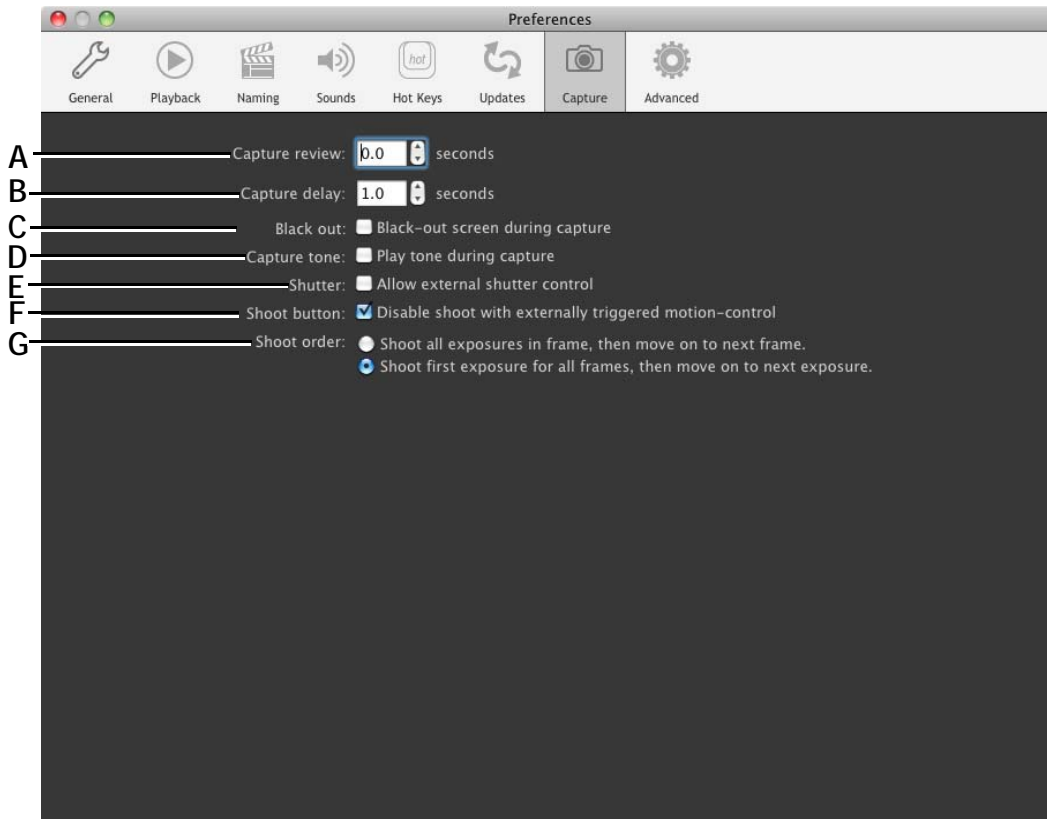 Preferences
General Playback Naming Sounds hot Hot Keys Updates Capture Advanced
A Capture review: 0.0 seconds
B Capture delay: 1.0 seconds
C Black out: Black-out screen during capture
D Capture tone: Play tone during capture
E Shutter: Allow external shutter control
F Shoot button: Disable shoot with externally triggered motion-control
G Shoot order: Shoot all exposures in frame, then move on to next frame.
Shoot first exposure for all frames, then move on to next exposure.